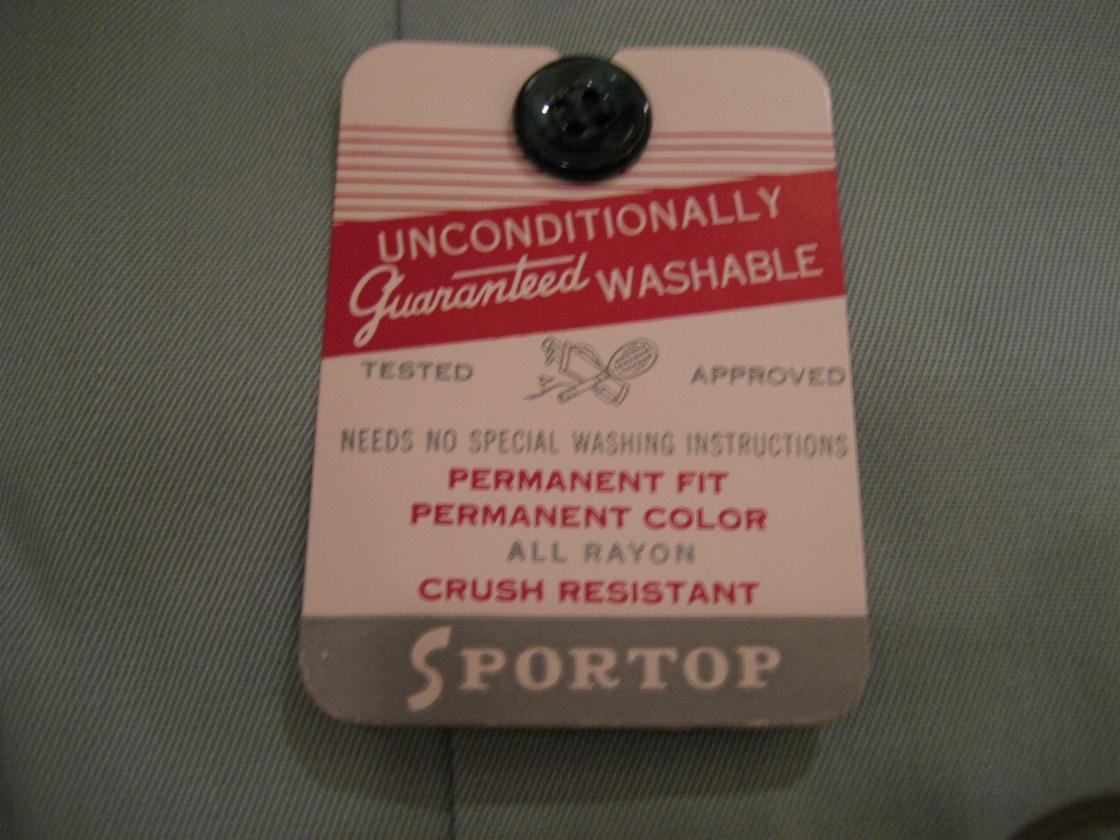 UNCONDITIONALLY
Guaranteed WASHABLE
TESTED APPROVED
NEEDS NO SPECIAL WASHING INSTRUCTIONS
PERMANENT FIT
PERMANENT COLOR
ALL RAYON
CRUSH RESISTANT
SPORTOP